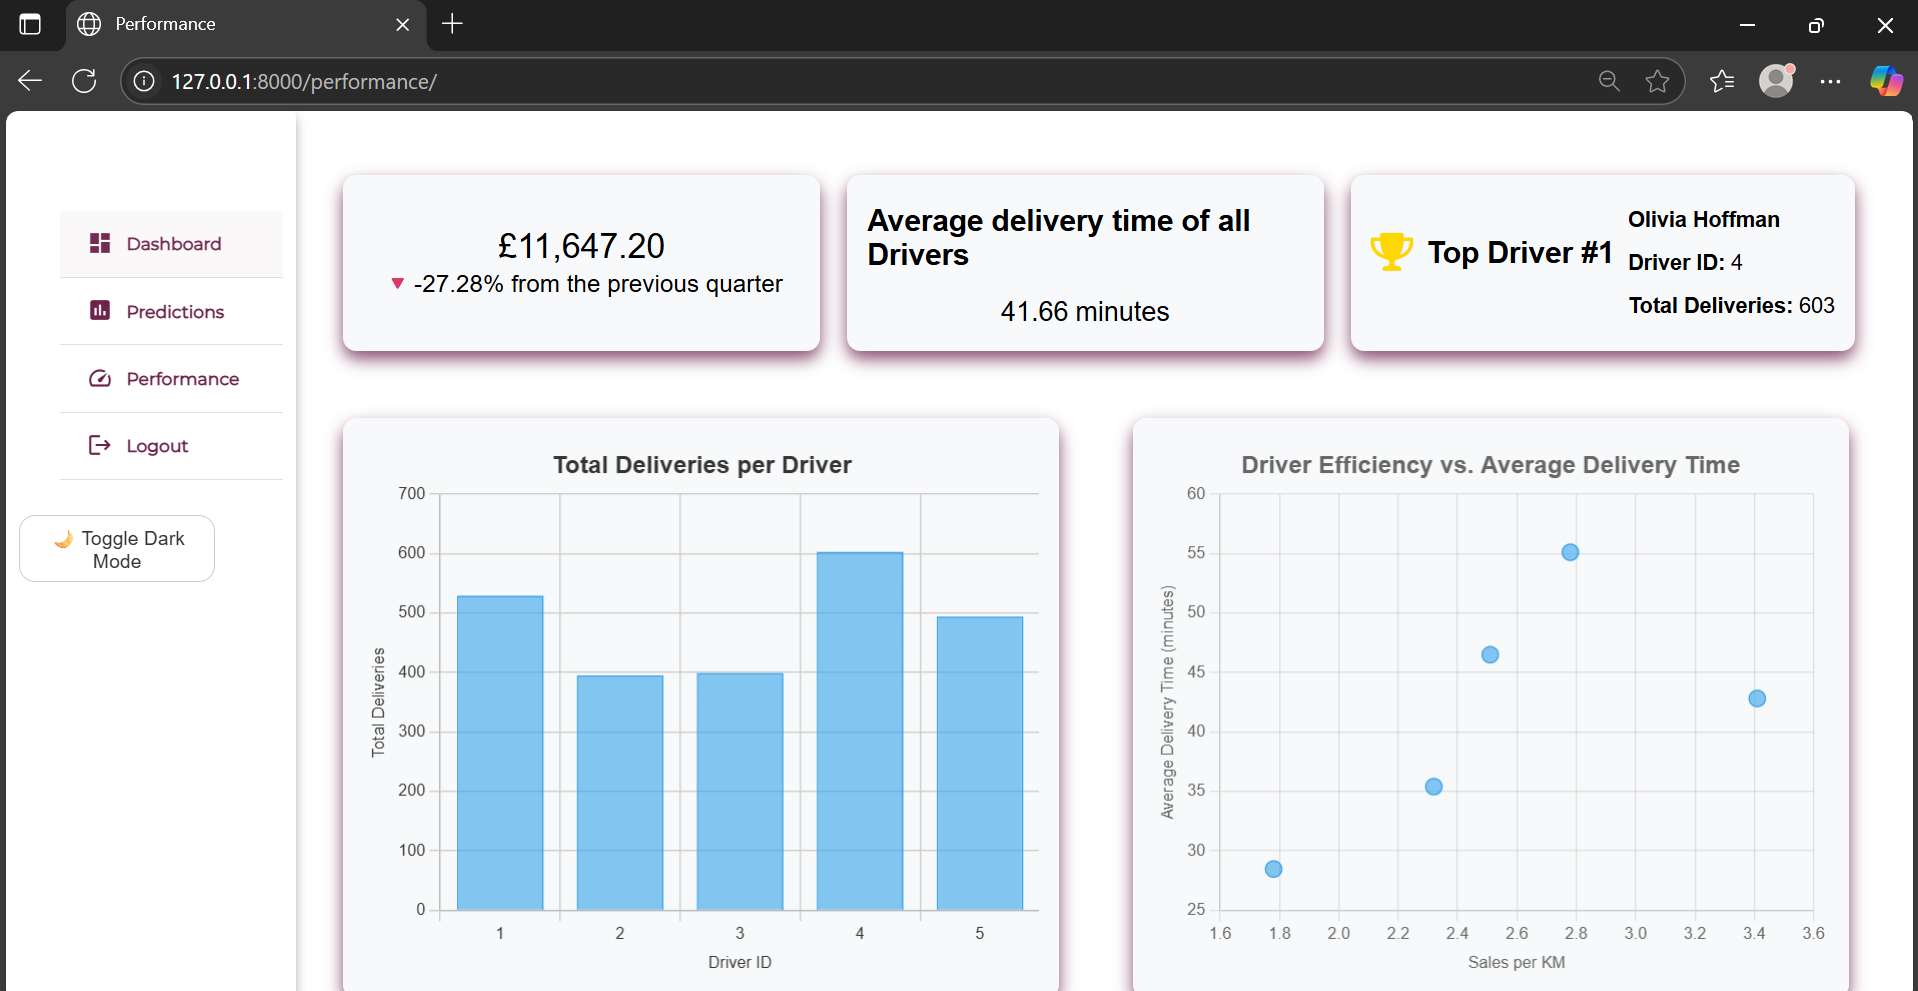 Performance
127.0.0.1:8000/performance/
Dashboard
Predictions
Performance
Logout
🌙 Toggle Dark
Mode
£11,647.20
▼ -27.28% from the previous quarter
Average delivery time of all
Drivers
41.66 minutes
Top Driver #1
Olivia Hoffman
Driver ID: 4
Total Deliveries: 603
Total Deliveries per Driver
700
600
500
400
300
200
100
0
Total Deliveries
1 2 3 4 5
Driver ID
Driver Efficiency vs. Average Delivery Time
60
55
50
45
40
35
30
25
Average Delivery Time (minutes)
1.6 1.8 2.0 2.2 2.4 2.6 2.8 3.0 3.2 3.4 3.6
Sales per KM